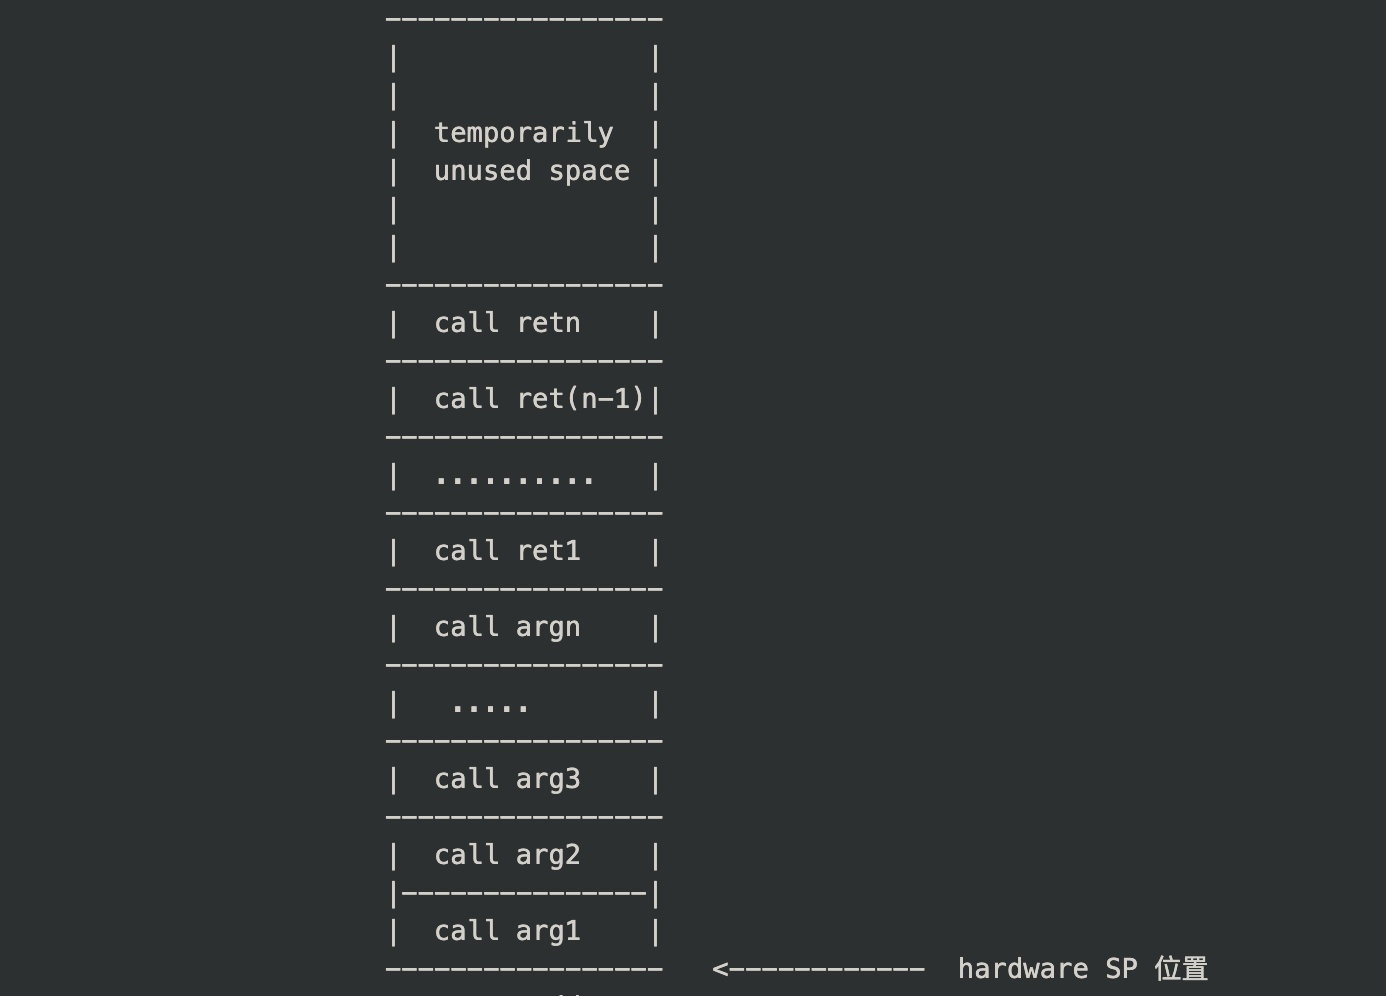 ----------------
|               |
|               |
|  temporarily  |
|  unused space |
|               |
|               |
-----------------
|  call retn    |
-----------------
|  call ret(n-1)|
-----------------
|  ..........   |
-----------------
|  call ret1    |
-----------------
|  call argn    |
-----------------
|   .....       |
-----------------
|  call arg3    |
-----------------
|  call arg2    |
|---------------|
|  call arg1    |
-----------------   <------------  hardware SP 位置